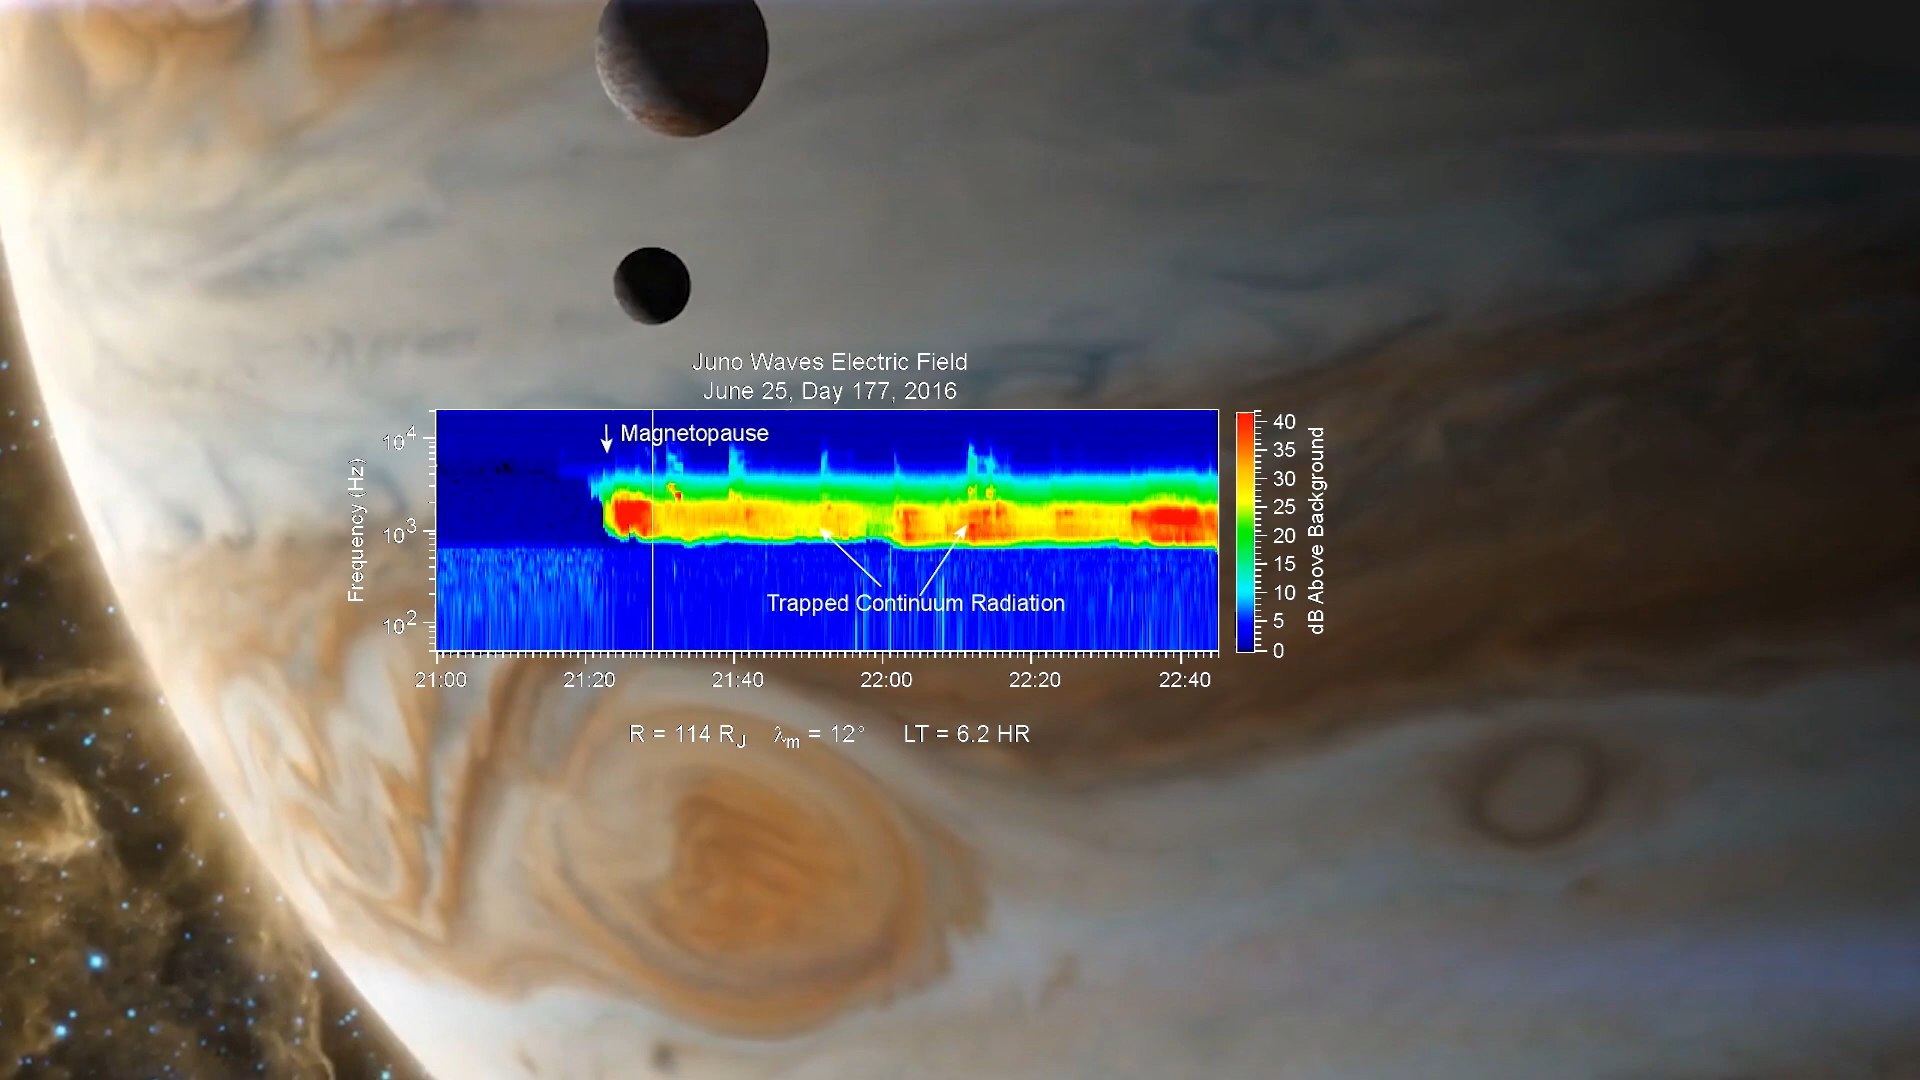 Juno Waves Electric Field
June 25, Day 177, 2016
Magnetopause
Frequency (Hz)
10^4
10^3
10^2
Trapped Continuum Radiation
21:00 21:20 21:40 22:00 22:20 22:40
40
35
30
25
20
15
10
5
0
dB Above Background
R = 114 R_J λ_m = 12° LT = 6.2 HR